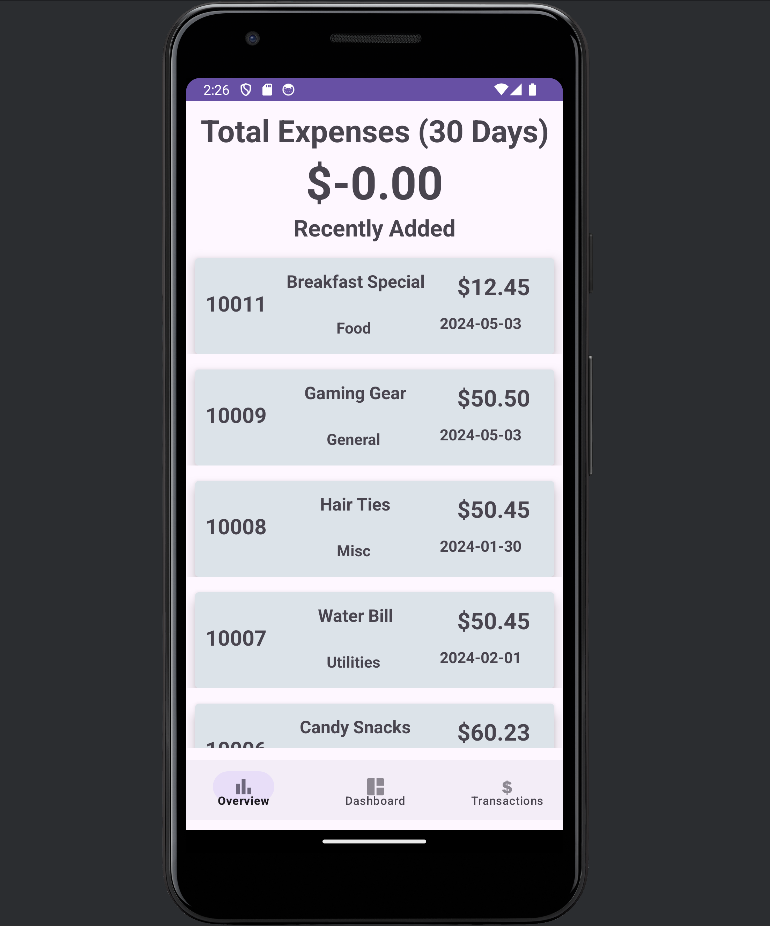 2:26
Total Expenses (30 Days)
$-0.00
Recently Added
Breakfast Special
$12.45
10011
Food
2024-05-03
Gaming Gear
$50.50
10009
General
2024-05-03
Hair Ties
$50.45
10008
Misc
2024-01-30
Water Bill
$50.45
10007
Utilities
2024-02-01
Candy Snacks
$60.23
10006
Overview
Dashboard
$
Transactions